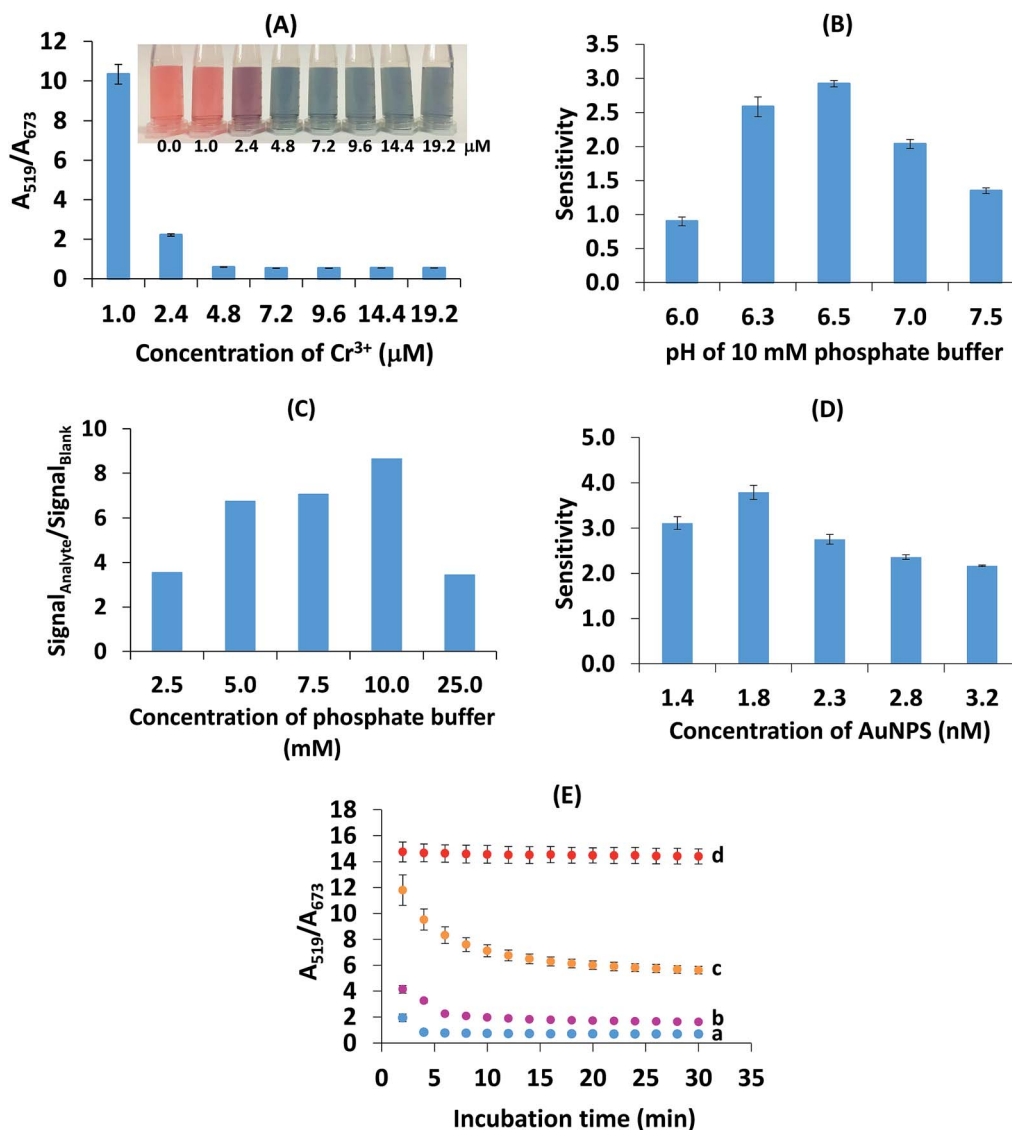 (A)
12
10
8
6
4
2
0
A519/A673
0.0 1.0 2.4 4.8 7.2 9.6 14.4 19.2 μM
1.0 2.4 4.8 7.2 9.6 14.4 19.2
Concentration of Cr³⁺ (μM)
(B)
3.5
3.0
2.5
2.0
1.5
1.0
0.5
0.0
Sensitivity
6.0 6.3 6.5 7.0 7.5
pH of 10 mM phosphate buffer
(C)
10
8
6
4
2
0
SignalAnalyte/SignalBlank
2.5 5.0 7.5 10.0 25.0
Concentration of phosphate buffer
(mM)
(D)
5.0
4.0
3.0
2.0
1.0
0.0
Sensitivity
1.4 1.8 2.3 2.8 3.2
Concentration of AuNPS (nM)
(E)
18
16
14
12
10
8
6
4
2
0
A519/A673
d
c
b
a
0 5 10 15 20 25 30 35
Incubation time (min)